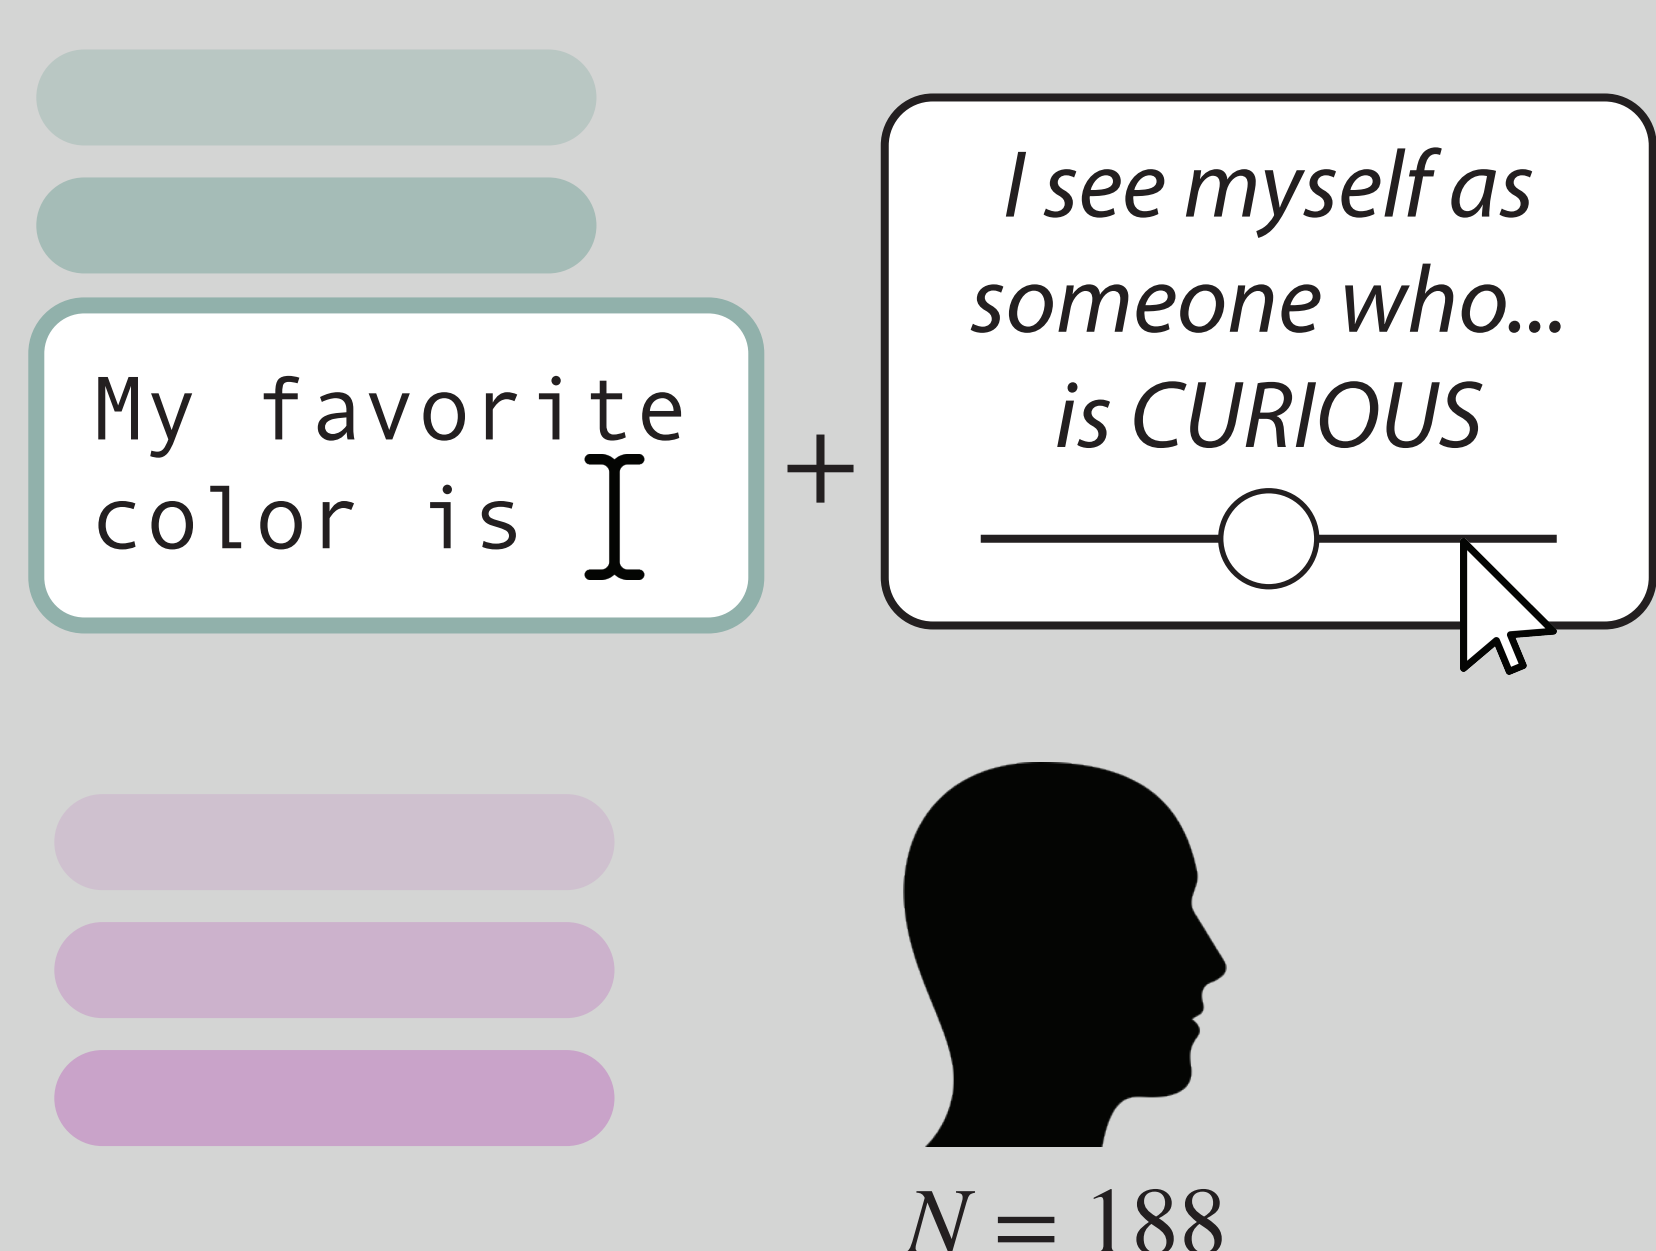 My favorite
color is
+
I see myself as
someone who...
is CURIOUS
N = 188